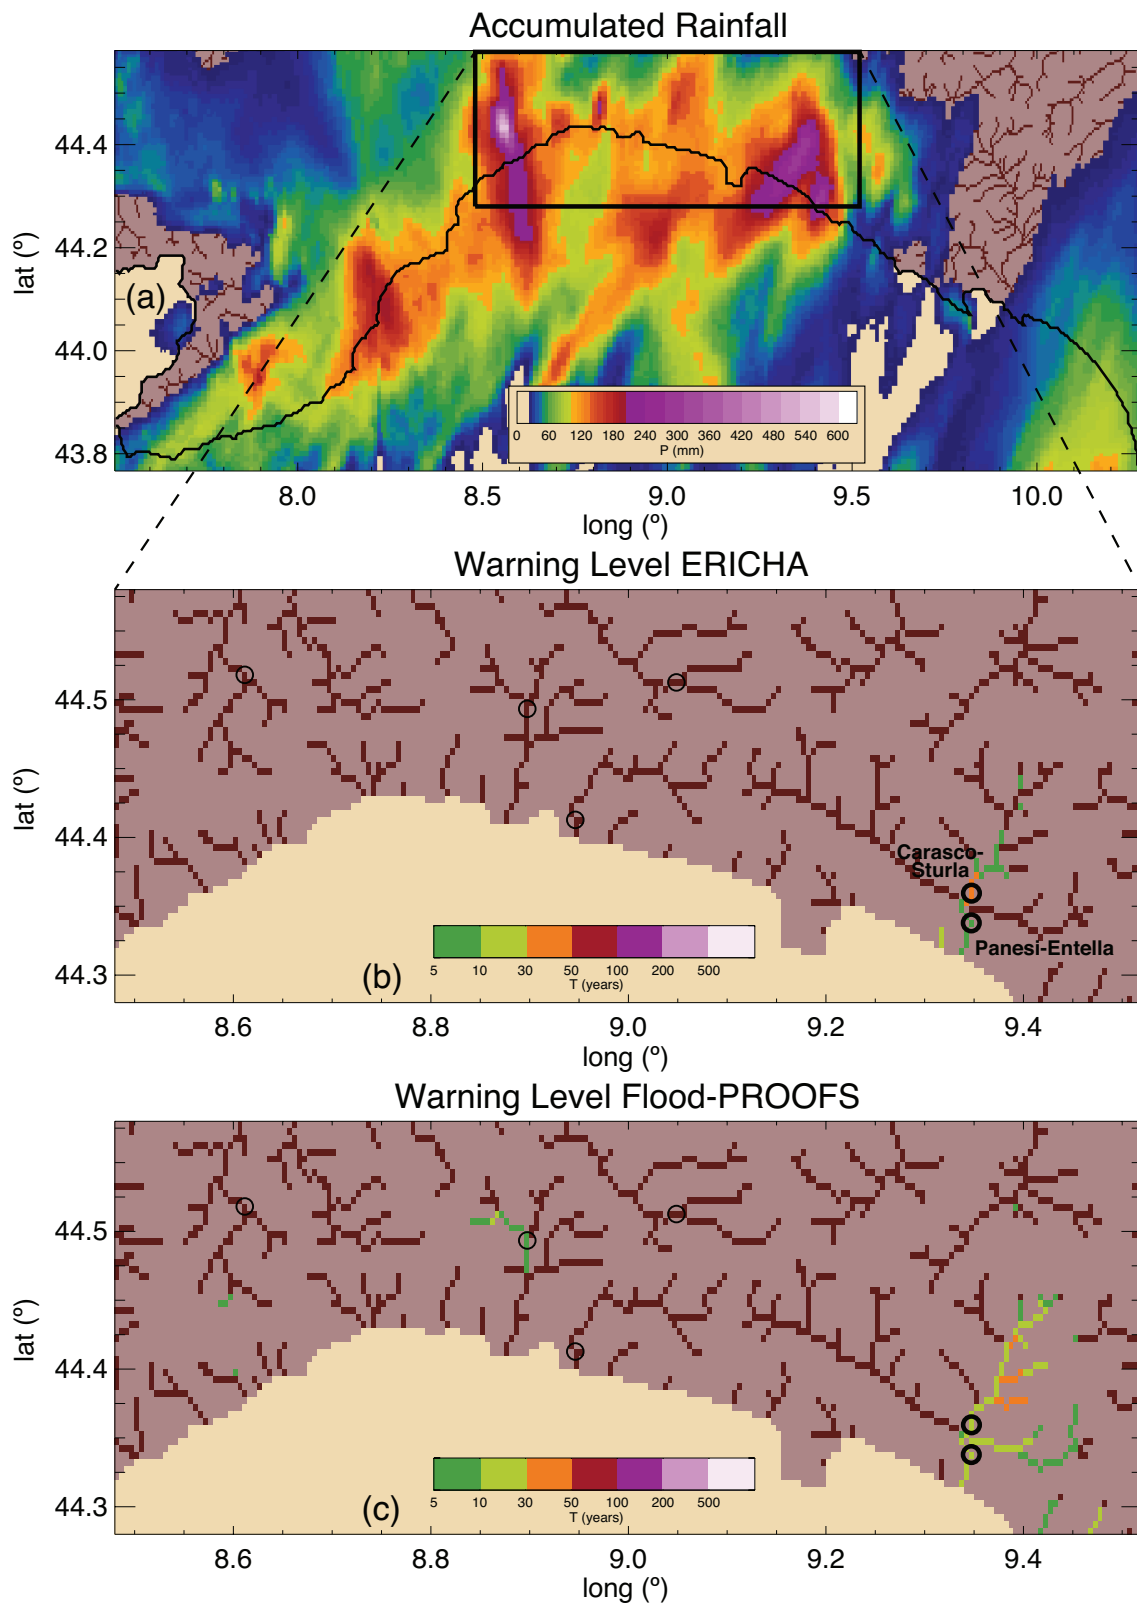 Accumulated Rainfall
44.4
44.2
44.0
43.8
lat (º)
(a)
0 60 120 180 240 300 360 420 480 540 600
P (mm)
8.0 8.5 9.0 9.5 10.0
long (º)
Warning Level ERICHA
44.5
44.4
44.3
lat (º)
Carasco-
Sturla
Panesi-Entella
(b)
5 10 30 50 100 200 500
T (years)
8.6 8.8 9.0 9.2 9.4
long (º)
Warning Level Flood-PROOFS
44.5
44.4
44.3
lat (º)
(c)
5 10 30 50 100 200 500
T (years)
8.6 8.8 9.0 9.2 9.4
long (º)